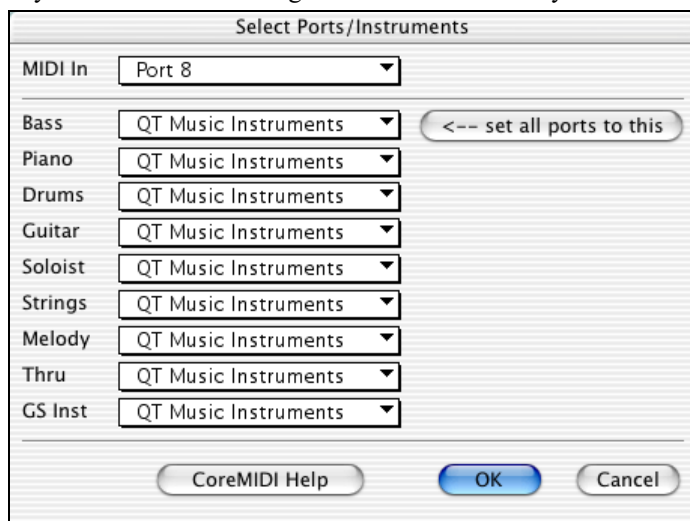 Select Ports/Instruments
MIDI In Port 8
Bass QT Music Instruments <-- set all ports to this
Piano QT Music Instruments
Drums QT Music Instruments
Guitar QT Music Instruments
Soloist QT Music Instruments
Strings QT Music Instruments
Melody QT Music Instruments
Thru QT Music Instruments
GS Inst QT Music Instruments
CoreMIDI Help OK Cancel